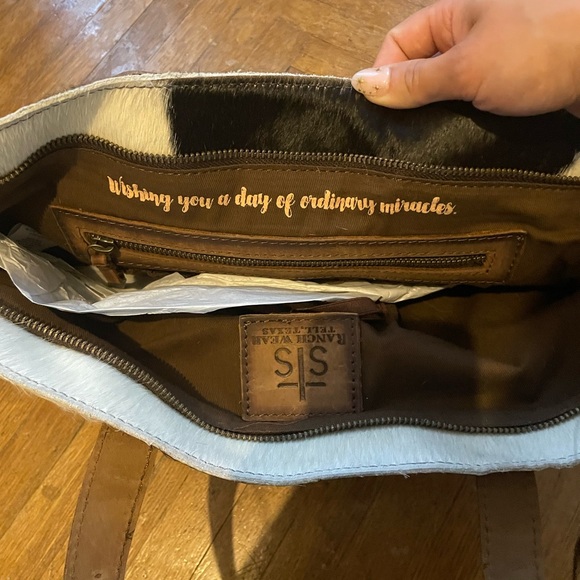 Wishing you a day of ordinary miracles.
RANCH WEAR
TELL, TEXAS
STS